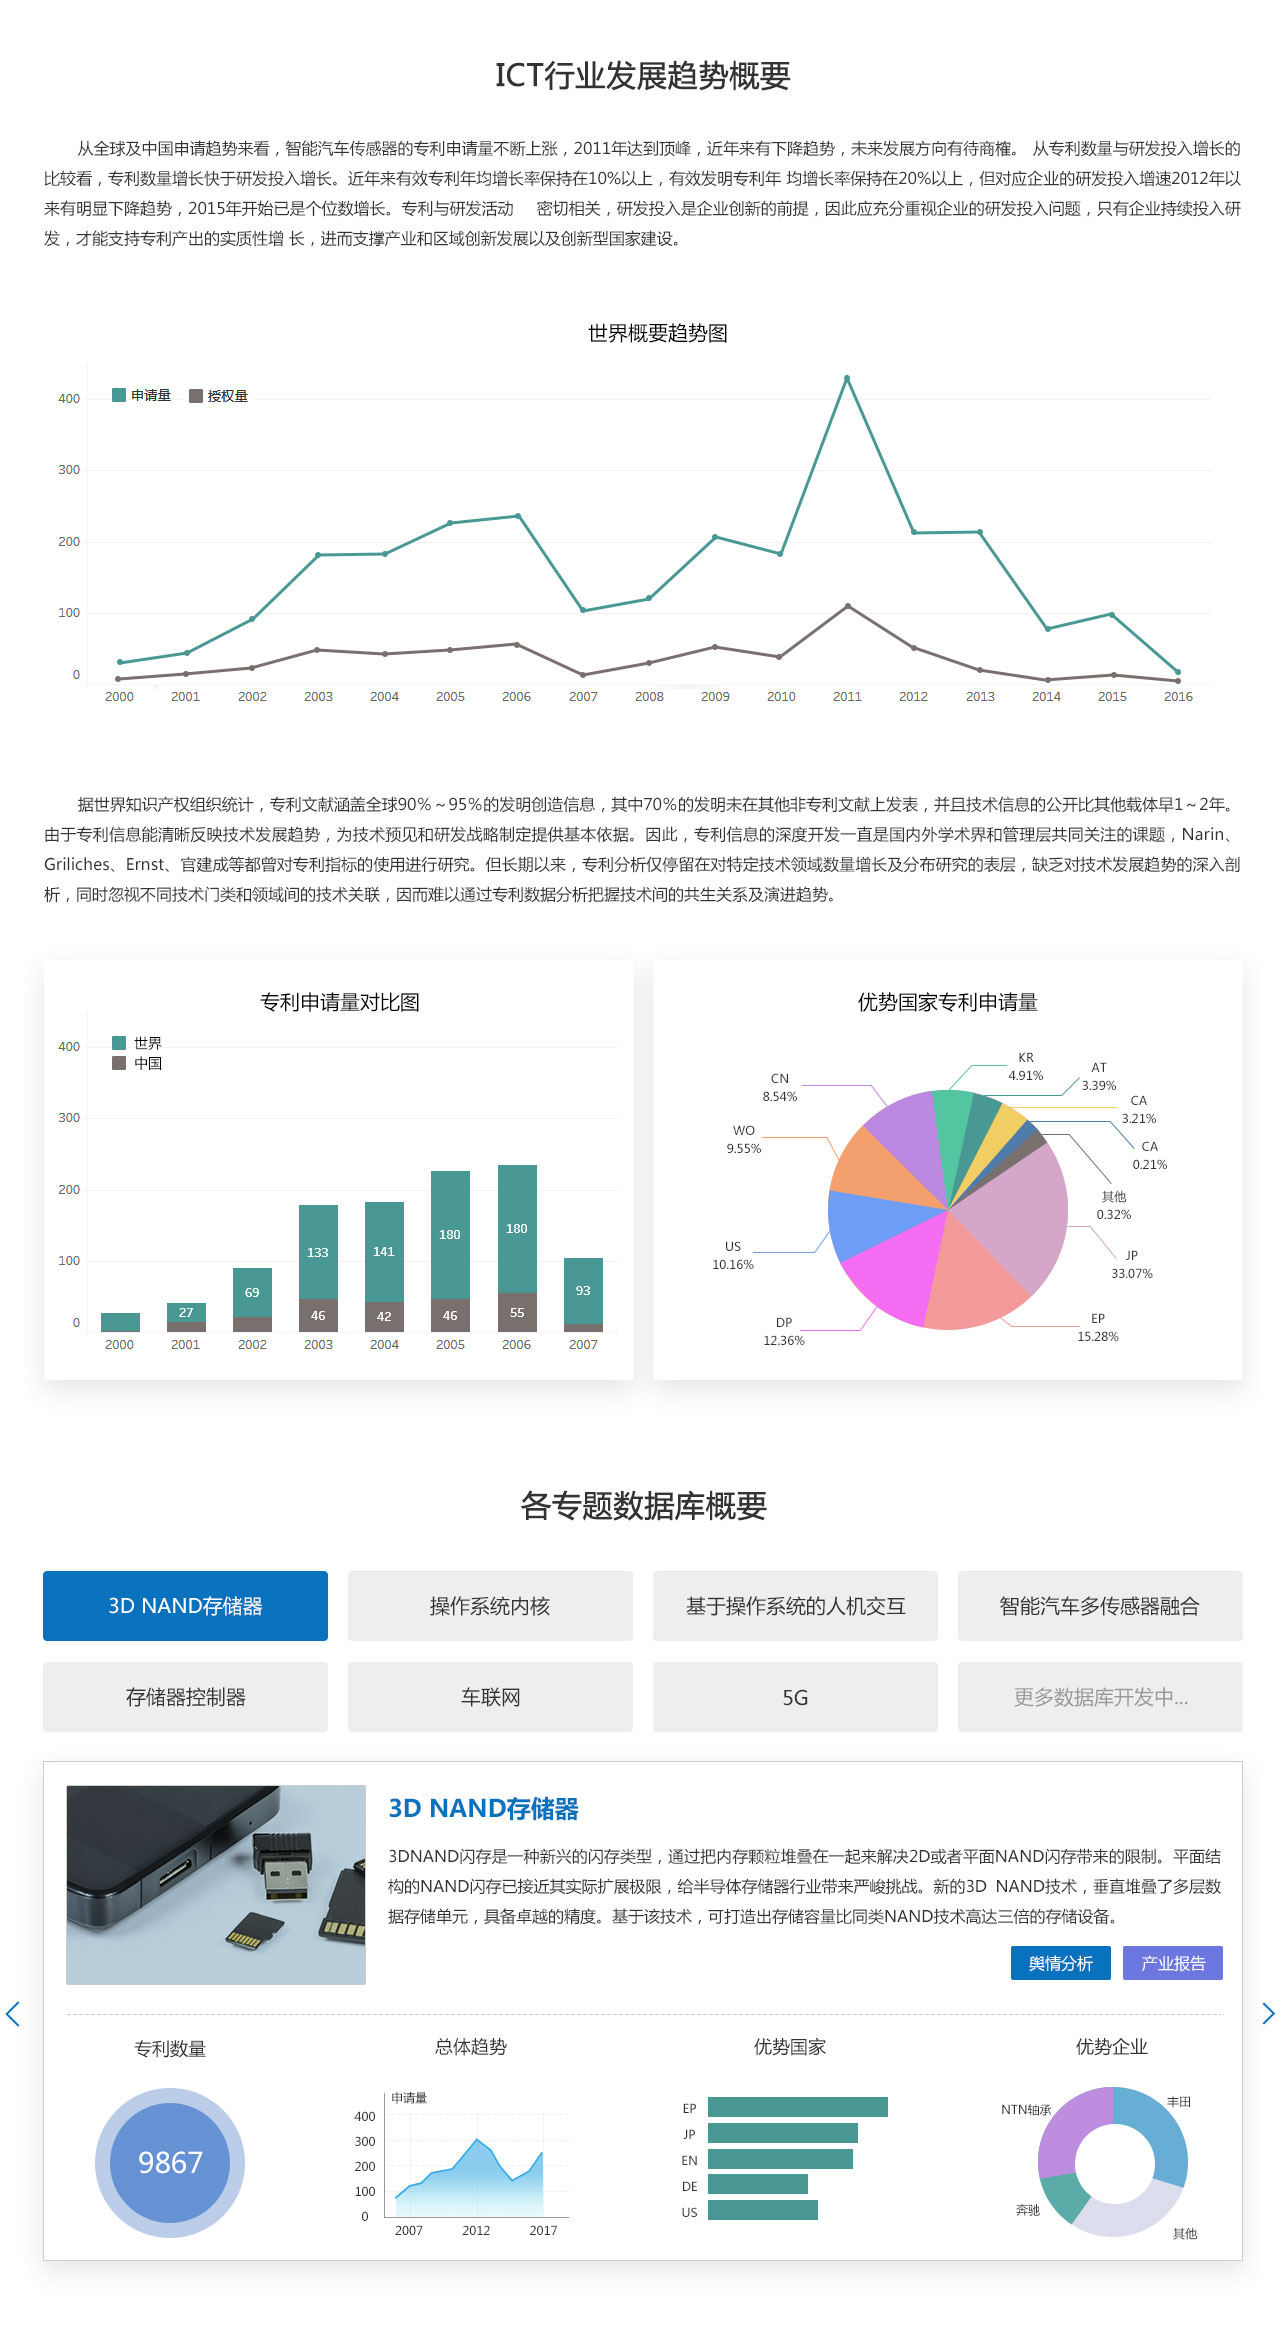 ICT行业发展趋势概要
从全球及中国申请趋势来看，智能汽车传感器的专利申请量不断上涨，2011年达到顶峰，近年来有下降趋势，未来发展方向有待商榷。 从专利数量与研发投入增长的
比较看，专利数量增长快于研发投入增长。近年来有效专利年均增长率保持在10%以上，有效发明专利年 均增长率保持在20%以上，但对应企业的研发投入增速2012年以
来有明显下降趋势，2015年开始已是个位数增长。专利与研发活动 密切相关，研发投入是企业创新的前提，因此应充分重视企业的研发投入问题，只有企业持续投入研
发，才能支持专利产出的实质性增 长，进而支撑产业和区域创新发展以及创新型国家建设。
世界概要趋势图
申请量 授权量
400
300
200
100
0
2000 2001 2002 2003 2004 2005 2006 2007 2008 2009 2010 2011 2012 2013 2014 2015 2016
据世界知识产权组织统计，专利文献涵盖全球90%～95%的发明创造信息，其中70%的发明未在其他非专利文献上发表，并且技术信息的公开比其他载体早1～2年。
由于专利信息能清晰反映技术发展趋势，为技术预见和研发战略制定提供基本依据。因此，专利信息的深度开发一直是国内外学术界和管理层共同关注的课题，Narin、
Griliches、Ernst、官建成等都曾对专利指标的使用进行研究。但长期以来，专利分析仅停留在对特定技术领域数量增长及分布研究的表层，缺乏对技术发展趋势的深入剖
析，同时忽视不同技术门类和领域间的技术关联，因而难以通过专利数据分析把握技术间的共生关系及演进趋势。
专利申请量对比图
世界
中国
400
300
200
100
0
27
69
133
46
141
42
180
46
180
55
93
2000 2001 2002 2003 2004 2005 2006 2007
优势国家专利申请量
KR
4.91%
AT
3.39%
CA
3.21%
CA
0.21%
其他
0.32%
JP
33.07%
EP
15.28%
DP
12.36%
US
10.16%
WO
9.55%
CN
8.54%
各专题数据库概要
3D NAND存储器
操作系统内核
基于操作系统的人机交互
智能汽车多传感器融合
存储器控制器
车联网
5G
更多数据库开发中...
3D NAND存储器
3DNAND闪存是一种新兴的闪存类型，通过把内存颗粒堆叠在一起来解决2D或者平面NAND闪存带来的限制。平面结
构的NAND闪存已接近其实际扩展极限，给半导体存储器行业带来严峻挑战。新的3D NAND技术，垂直堆叠了多层数
据存储单元，具备卓越的精度。基于该技术，可打造出存储容量比同类NAND技术高达三倍的存储设备。
舆情分析
产业报告
专利数量
9867
总体趋势
申请量
400
300
200
100
0
2007 2012 2017
优势国家
EP
JP
EN
DE
US
优势企业
NTN轴承
丰田
奔驰
其他